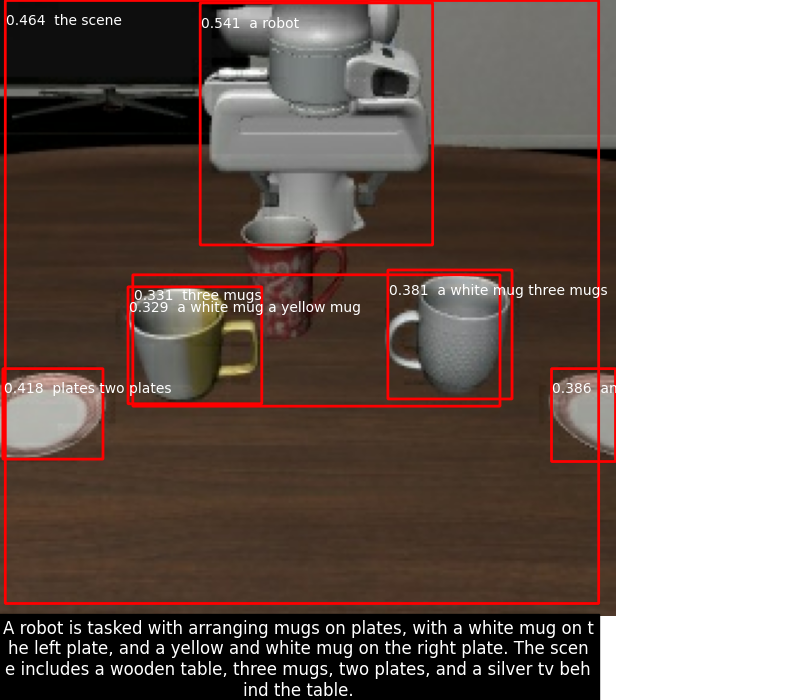 0.464 the scene
0.541 a robot
0.331 three mugs
0.329 a white mug a yellow mug
0.381 a white mug three mugs
0.418 plates two plates
0.386 an
A robot is tasked with arranging mugs on plates, with a white mug on t
he left plate, and a yellow and white mug on the right plate. The scen
e includes a wooden table, three mugs, two plates, and a silver tv beh
ind the table.